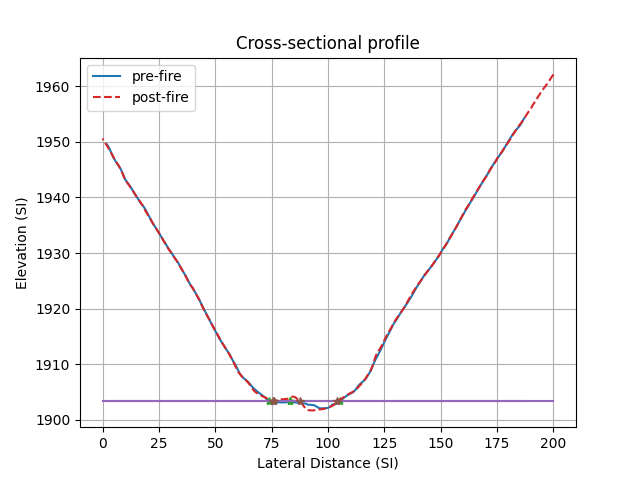 Cross-sectional profile
pre-fire
post-fire
1960
1950
1940
1930
1920
1910
1900
Elevation (SI)
0 25 50 75 100 125 150 175 200
Lateral Distance (SI)